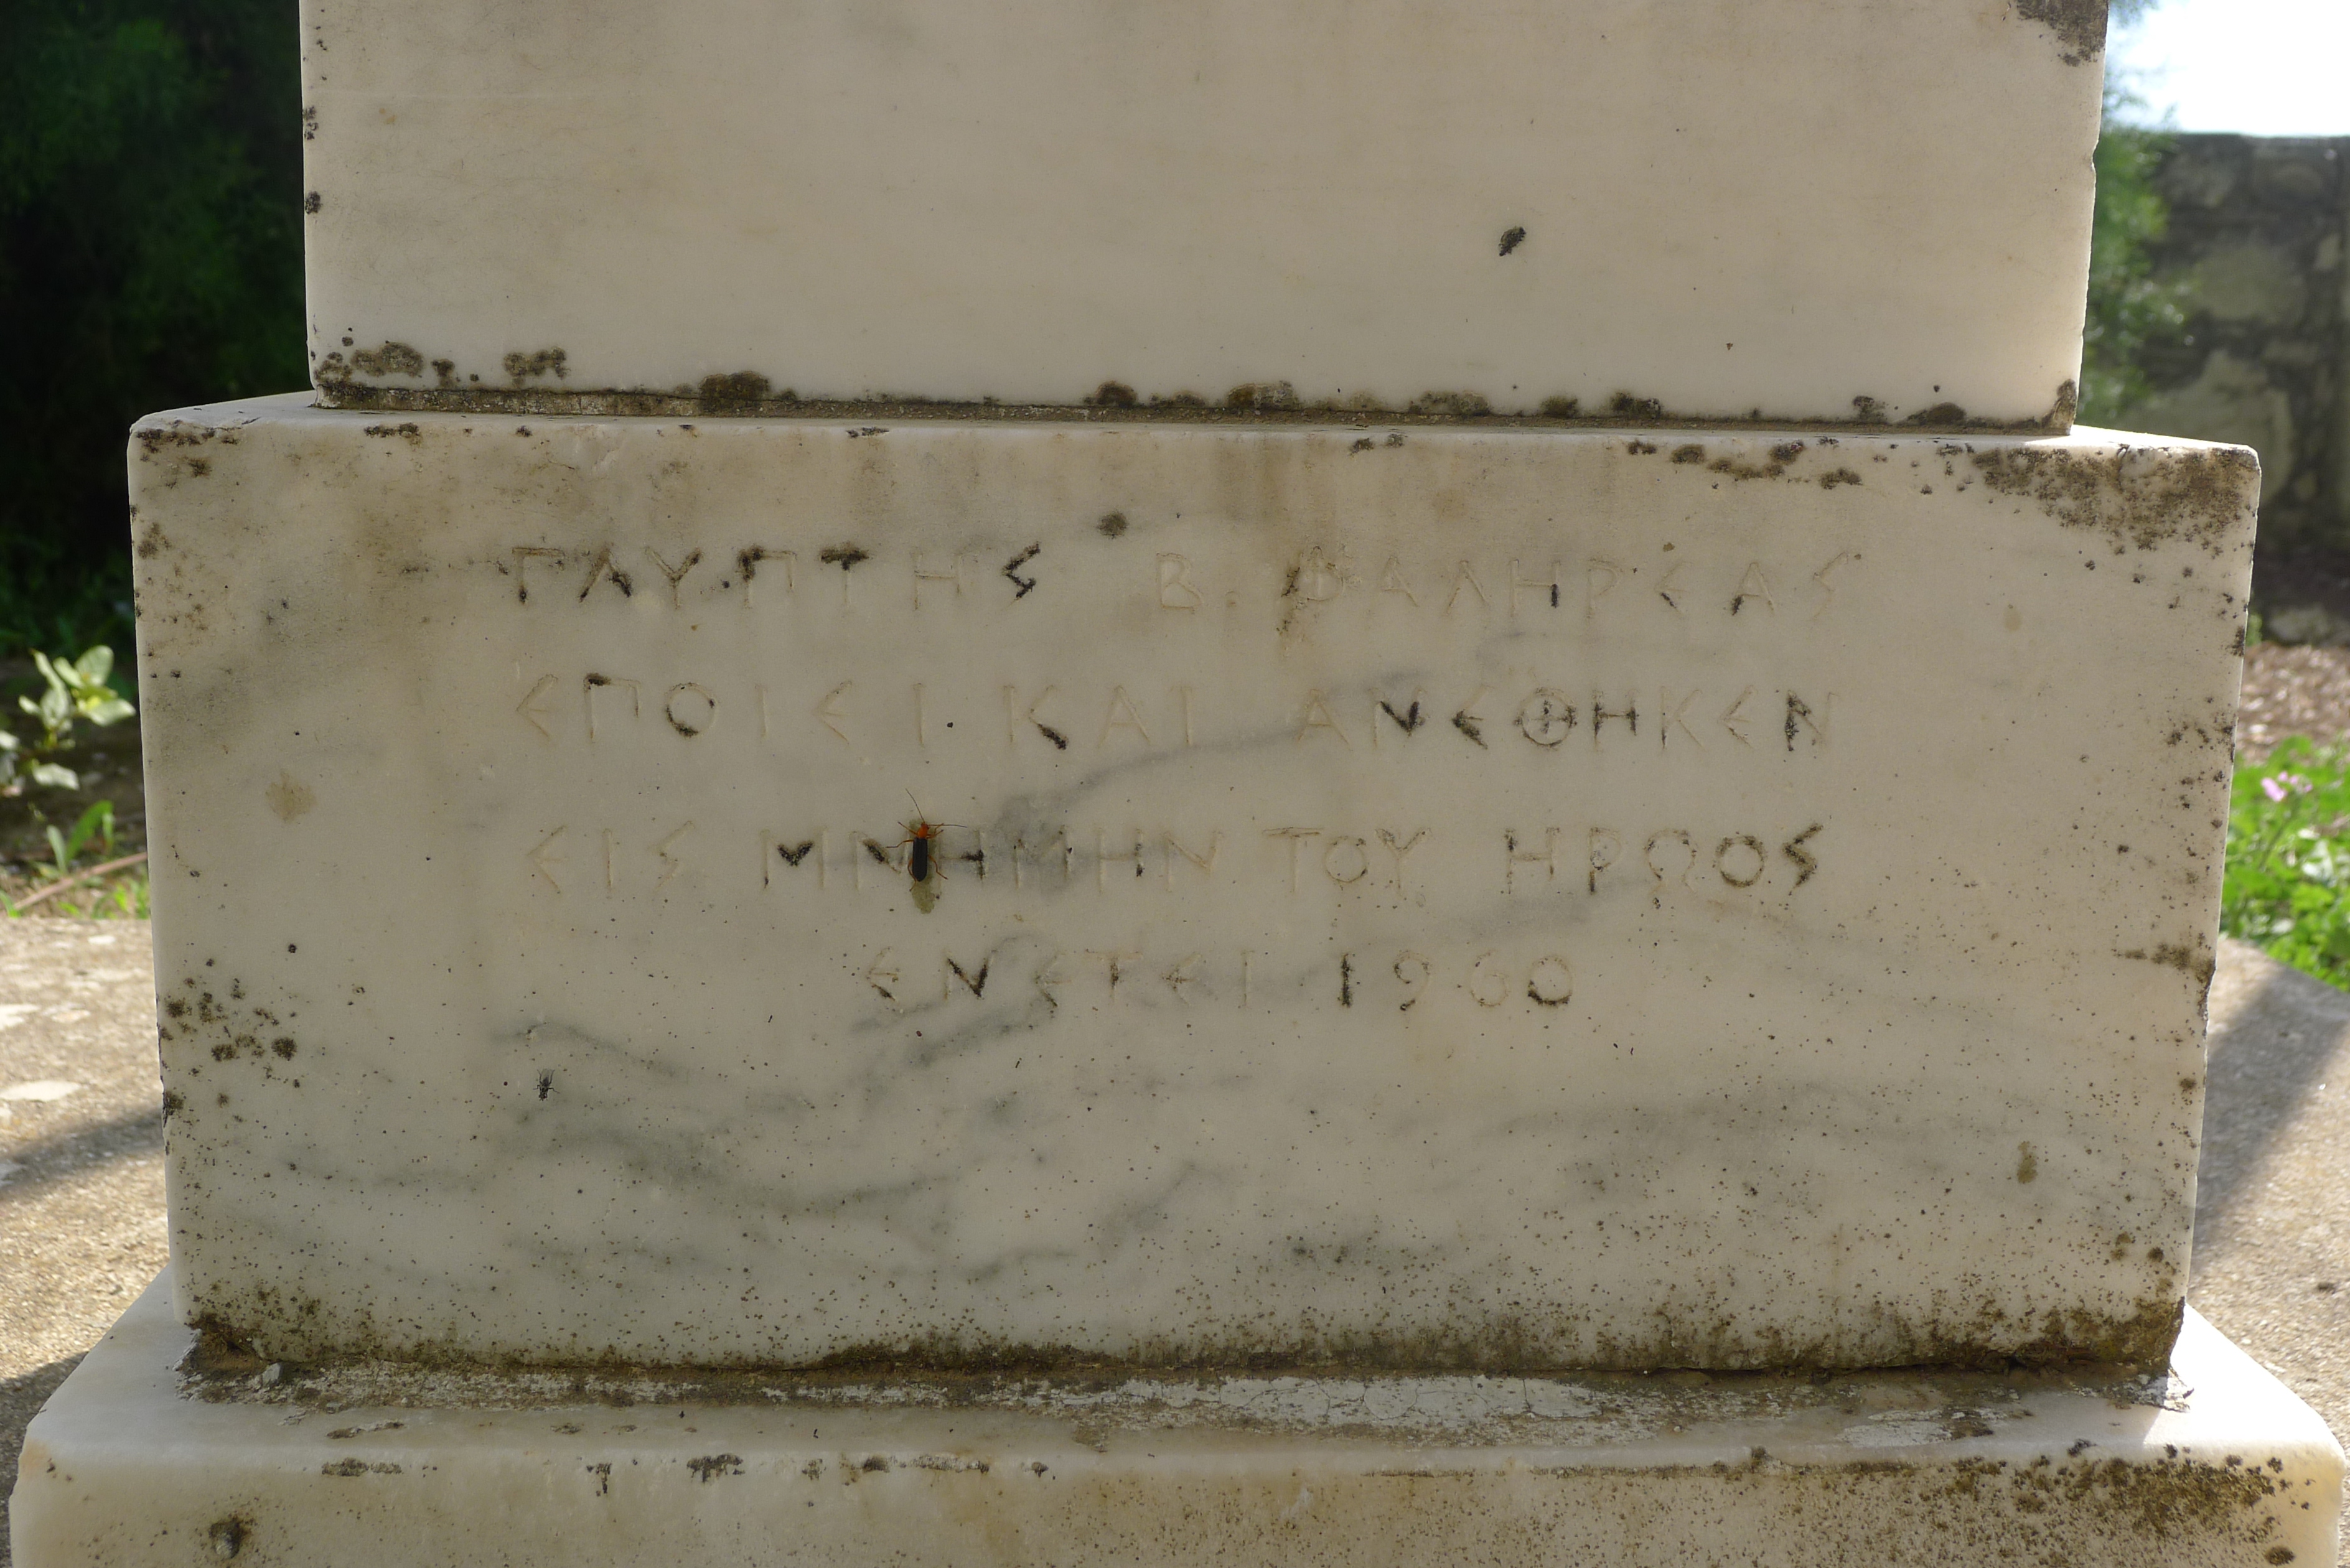 ΓΛΥΠΤΗΣ Β. ΦΑΛΗΡΕΑΣ
ΕΠΟΙΕΙ ΚΑΙ ΑΝΕΘΗΚΕΝ
ΕΙΣ ΜΝΗΜΗΝ ΤΟΥ ΗΡΩΟΣ
ΕΝ ΕΤΕΙ 1960